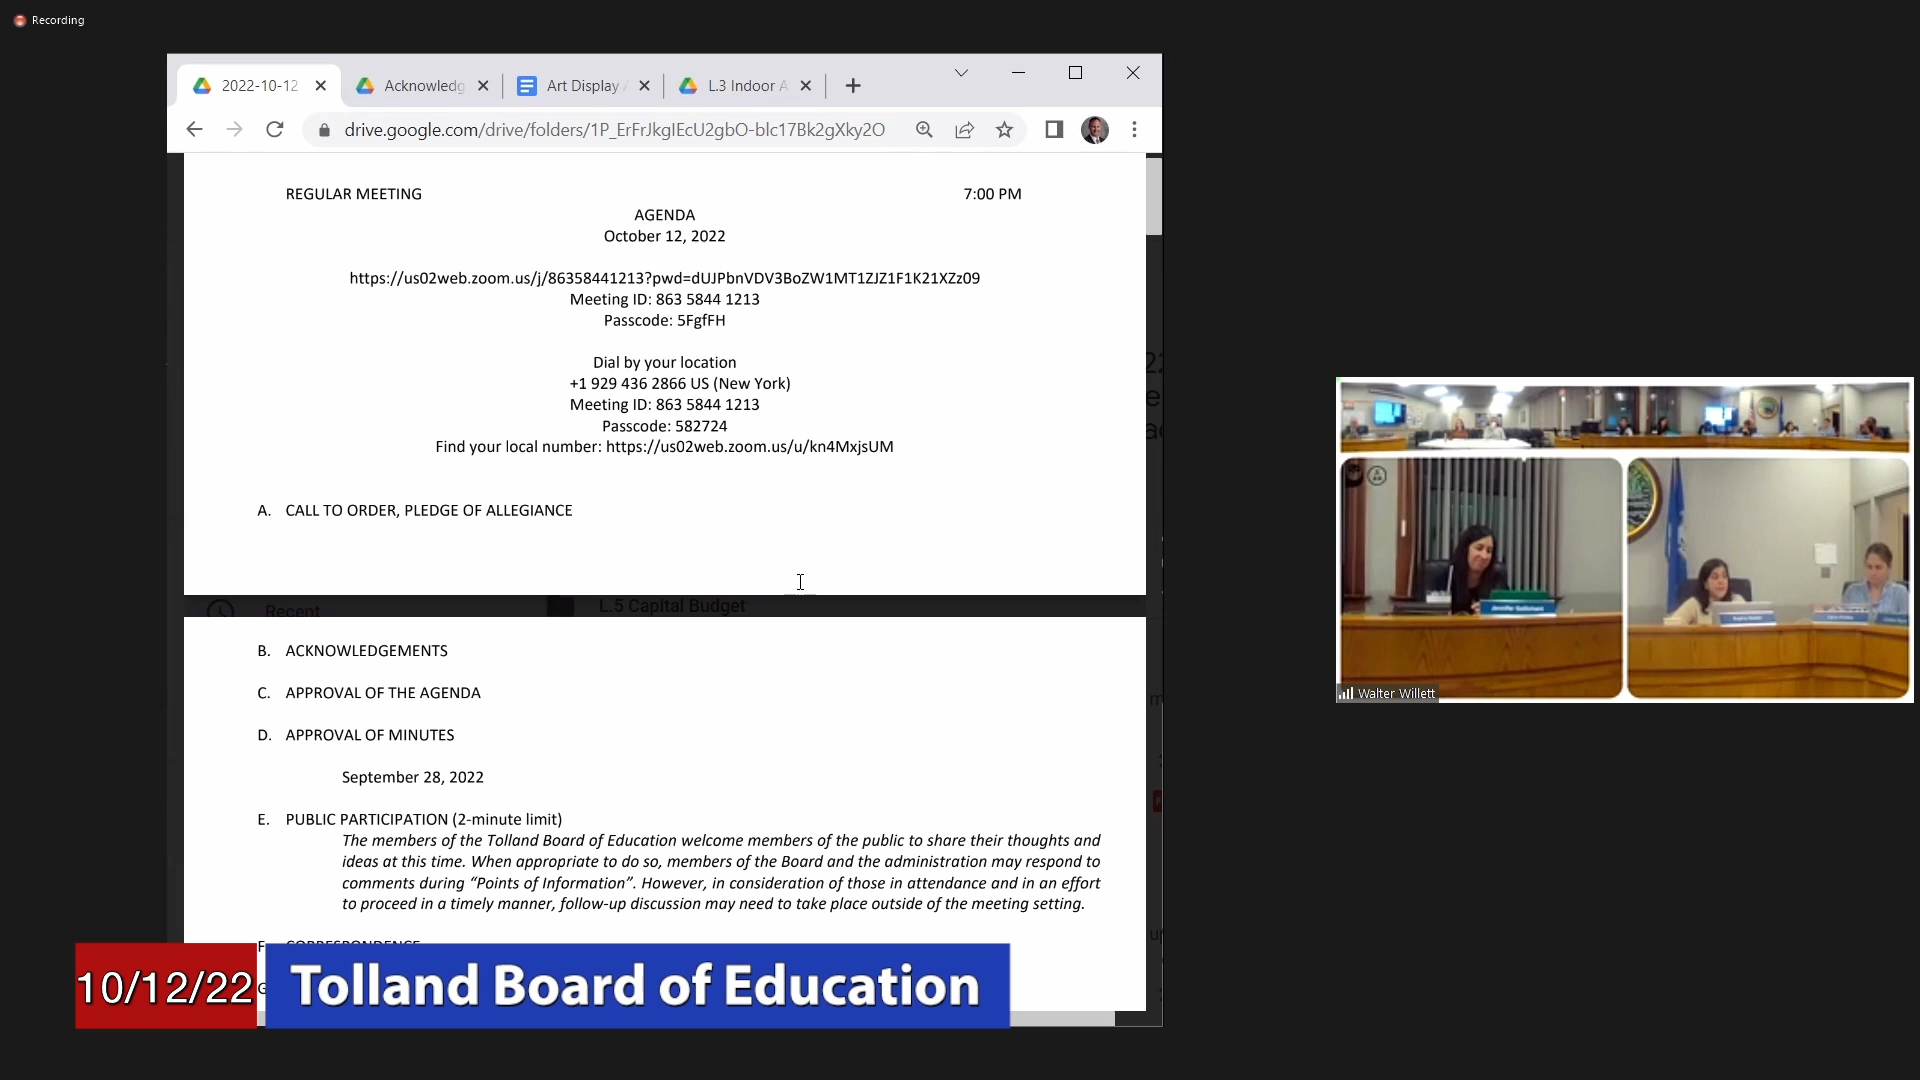 Recording
2022-10-12
Acknowledg
Art Display
L.3 Indoor A
drive.google.com/drive/folders/1P_ErFrJkgIEcU2gbO-blc17Bk2gXky2O
REGULAR MEETING 7:00 PM
AGENDA
October 12, 2022
https://us02web.zoom.us/j/86358441213?pwd=dUJPbnVDV3BoZW1MT1ZJZ1F1K21XZz09
Meeting ID: 863 5844 1213
Passcode: 5FgfFH
Dial by your location
+1 929 436 2866 US (New York)
Meeting ID: 863 5844 1213
Passcode: 582724
Find your local number: https://us02web.zoom.us/u/kn4MxjsUM
A. CALL TO ORDER, PLEDGE OF ALLEGIANCE
Recent
L.5 Capital Budget
B. ACKNOWLEDGEMENTS
C. APPROVAL OF THE AGENDA
D. APPROVAL OF MINUTES
September 28, 2022
E. PUBLIC PARTICIPATION (2-minute limit)
The members of the Tolland Board of Education welcome members of the public to share their thoughts and
ideas at this time. When appropriate to do so, members of the Board and the administration may respond to
comments during “Points of Information”. However, in consideration of those in attendance and in an effort
to proceed in a timely manner, follow-up discussion may need to take place outside of the meeting setting.
F. CORRESPONDENCE
G
10/12/22
Tolland Board of Education
Walter Willett